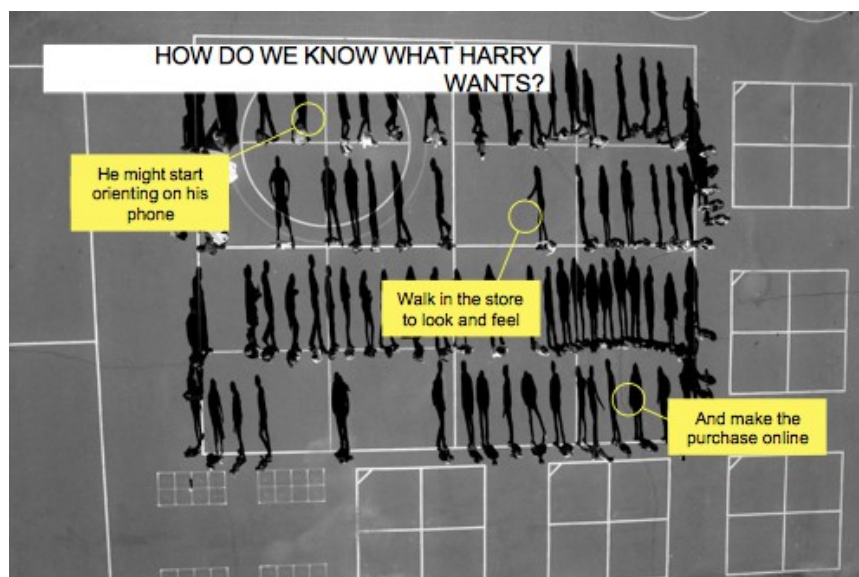 HOW DO WE KNOW WHAT HARRY
WANTS?
He might start
orienting on his
phone
Walk in the store
to look and feel
And make the
purchase online